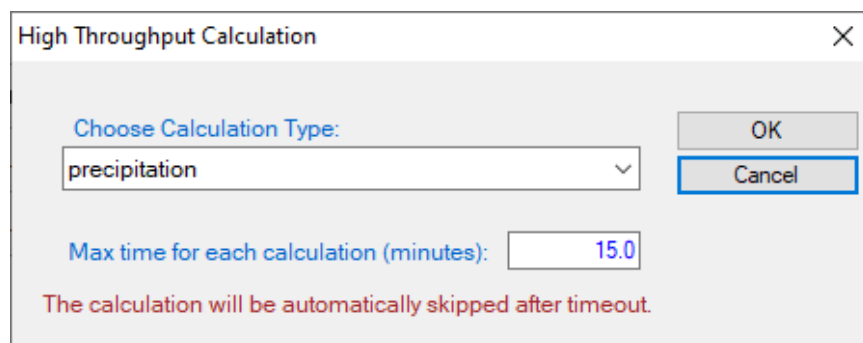 High Throughput Calculation
Choose Calculation Type:
OK
precipitation
Cancel
Max time for each calculation (minutes): 15.0
The calculation will be automatically skipped after timeout.